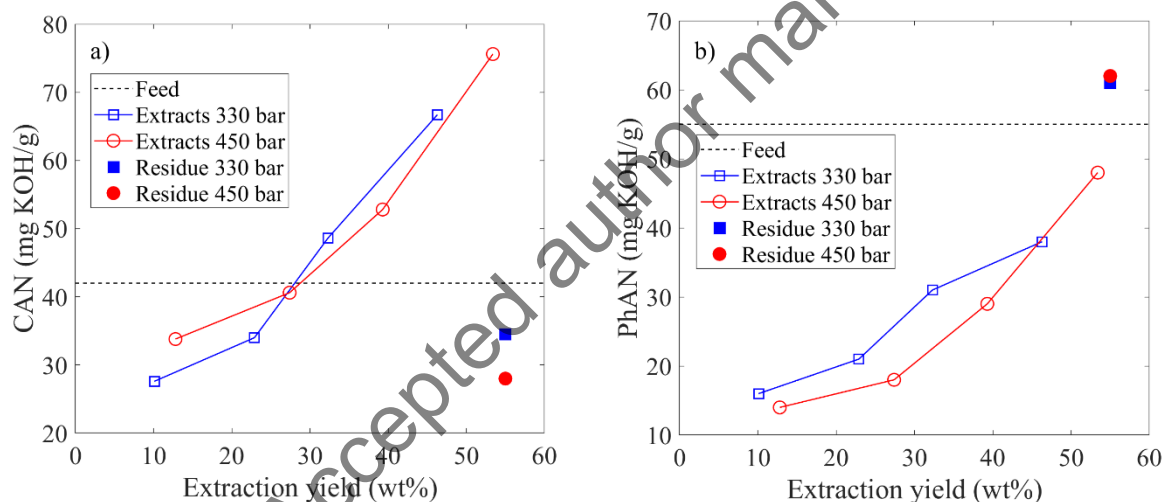 80
70
60
50
40
30
20
0
10
20
30
40
50
60
CAN (mg KOH/g)
Extraction yield (wt%)
a)
Feed
Extracts 330 bar
Extracts 450 bar
Residue 330 bar
Residue 450 bar
70
60
50
40
30
20
10
0
10
20
30
40
50
60
PhAN (mg KOH/g)
Extraction yield (wt%)
b)
Feed
Extracts 330 bar
Extracts 450 bar
Residue 330 bar
Residue 450 bar
Accepted author